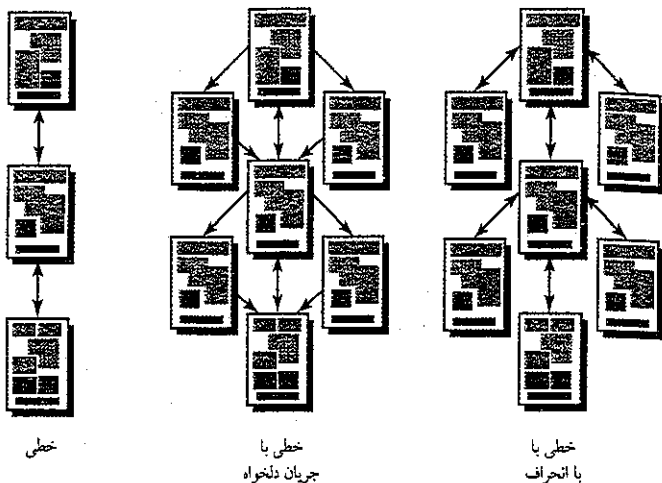 خطی
خطی با
جریان دلخواه
خطی با
با انحراف